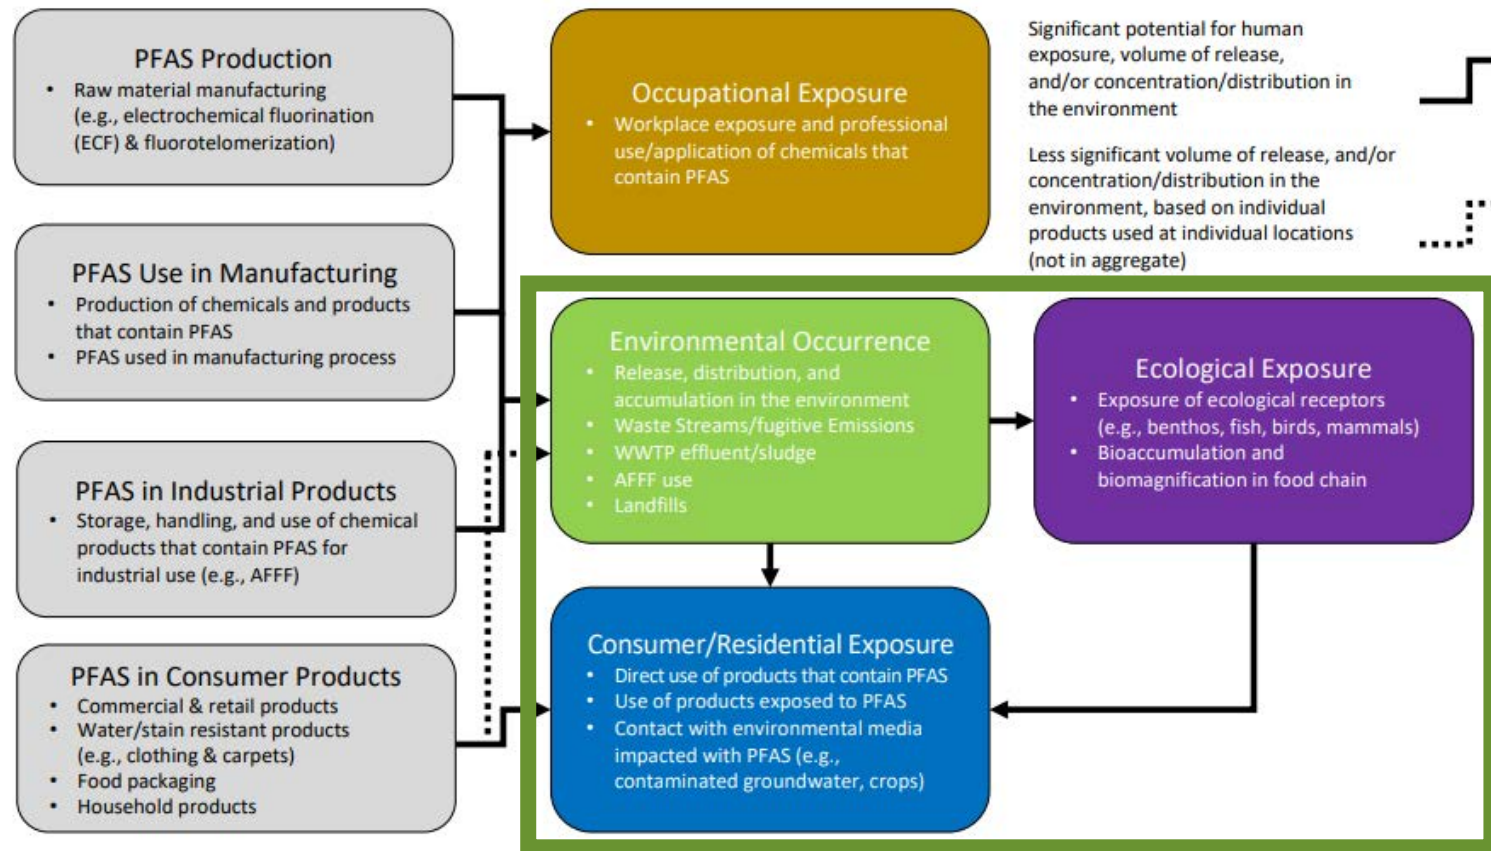 PFAS Production
• Raw material manufacturing
(e.g., electrochemical fluorination
(ECF) & fluorotelomerization)
PFAS Use in Manufacturing
• Production of chemicals and products
that contain PFAS
• PFAS used in manufacturing process
PFAS in Industrial Products
• Storage, handling, and use of chemical
products that contain PFAS for
industrial use (e.g., AFFF)
PFAS in Consumer Products
• Commercial & retail products
• Water/stain resistant products
(e.g., clothing & carpets)
• Food packaging
• Household products
Occupational Exposure
• Workplace exposure and professional
use/application of chemicals that
contain PFAS
Significant potential for human
exposure, volume of release,
and/or concentration/distribution in
the environment
Less significant volume of release, and/or
concentration/distribution in the
environment, based on individual
products used at individual locations
(not in aggregate)
Environmental Occurrence
• Release, distribution, and
accumulation in the environment
• Waste Streams/fugitive Emissions
• WWTP effluent/sludge
• AFFF use
• Landfills
Ecological Exposure
• Exposure of ecological receptors
(e.g., benthos, fish, birds, mammals)
• Bioaccumulation and
biomagnification in food chain
Consumer/Residential Exposure
• Direct use of products that contain PFAS
• Use of products exposed to PFAS
• Contact with environmental media
impacted with PFAS (e.g.,
contaminated groundwater, crops)